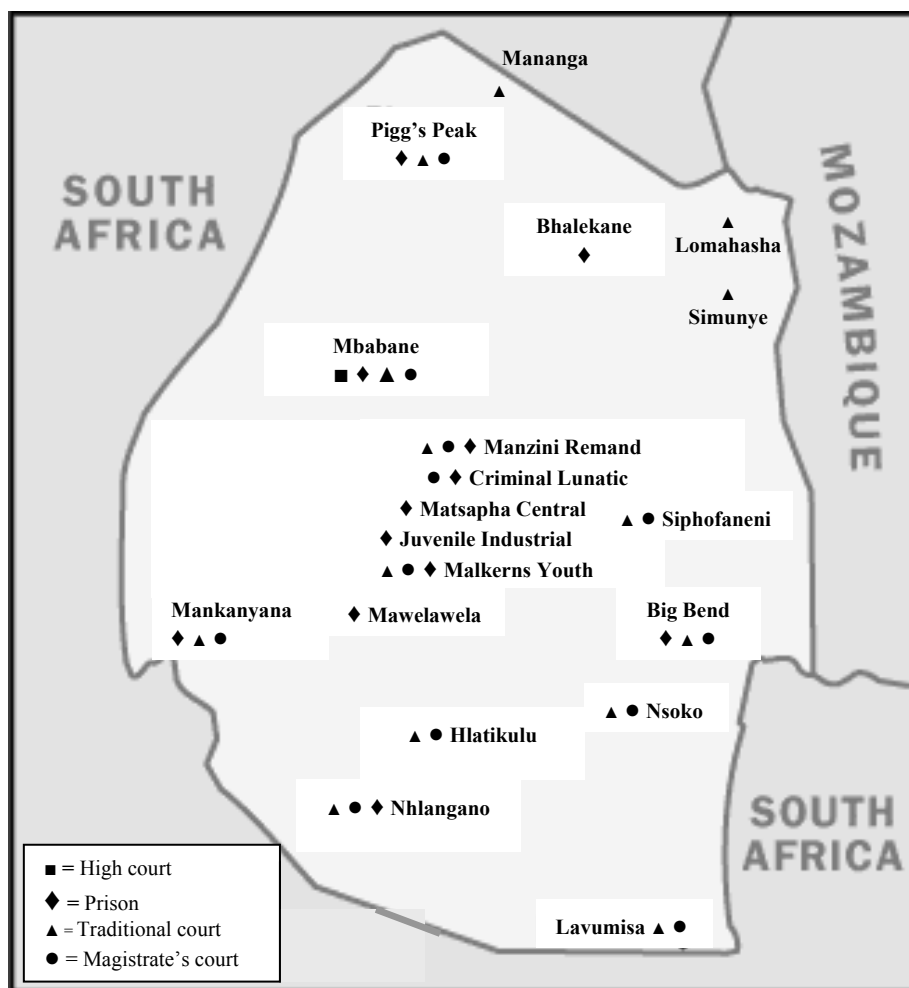 Mananga
Pigg’s Peak
SOUTH
AFRICA
MOZAMBIQUE
Bhalekane
Lomahasha
Simunye
Mbabane
Manzini Remand
Criminal Lunatic
Matsapha Central
Siphofaneni
Juvenile Industrial
Malkerns Youth
Mankanyana
Mawelawela
Big Bend
Nsoko
Hlatikulu
Nhlangano
SOUTH
AFRICA
■ = High court
♦ = Prison
▲ = Traditional court
● = Magistrate’s court
Lavumisa